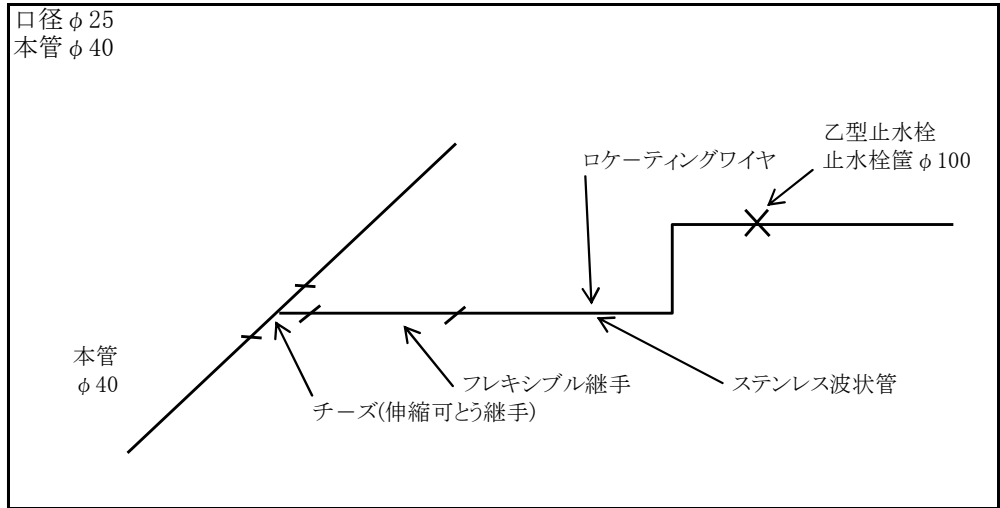 口径φ25
本管φ40
乙型止水栓
止水栓筐φ100
ロケーティングワイヤ
本管
φ40
フレキシブル継手
ステンレス波状管
チーズ(伸縮可とう継手)